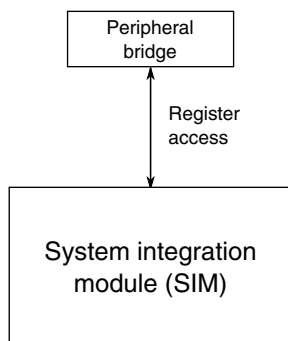 Peripheral
bridge
Register
access
System integration
module (SIM)